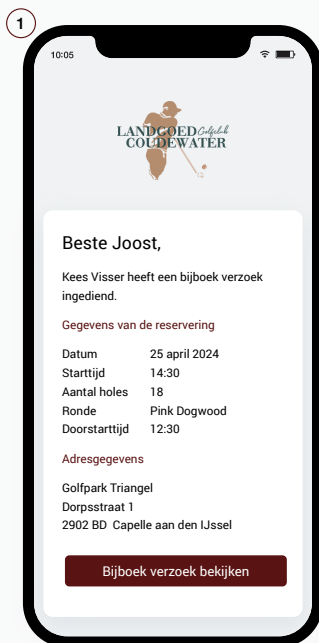 1
10:05
LANDGOED Golfclub
COUDEWATER
Beste Joost,
Kees Visser heeft een bijboek verzoek
ingediend.
Gegevens van de reservering
Datum 25 april 2024
Starttijd 14:30
Aantal holes 18
Ronde Pink Dogwood
Doorstarttijd 12:30
Adresgegevens
Golfpark Triangel
Dorpsstraat 1
2902 BD Capelle aan den IJssel
Bijboek verzoek bekijken